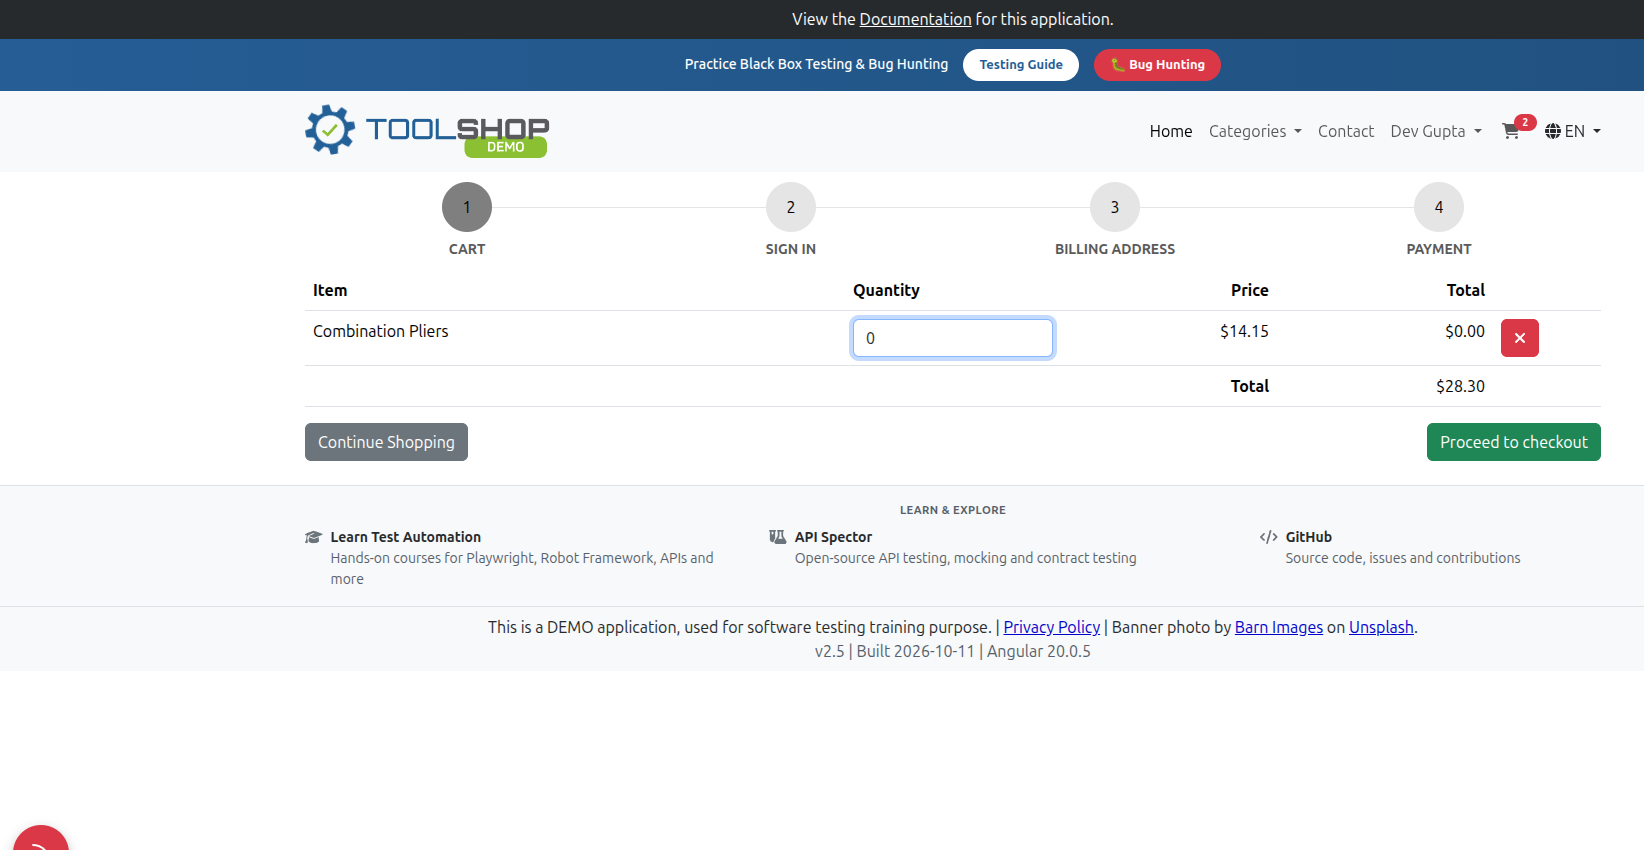 View the Documentation for this application.
Practice Black Box Testing & Bug Hunting Testing Guide Bug Hunting
TOOLSHOP
DEMO
Home Categories Contact Dev Gupta 2 EN
1 2 3 4
CART SIGN IN BILLING ADDRESS PAYMENT
Item Quantity Price Total
Combination Pliers 0 $14.15 $0.00
Total $28.30
Continue Shopping Proceed to checkout
LEARN & EXPLORE
Learn Test Automation
Hands-on courses for Playwright, Robot Framework, APIs and
more
API Spector
Open-source API testing, mocking and contract testing
GitHub
Source code, issues and contributions
This is a DEMO application, used for software testing training purpose. | Privacy Policy | Banner photo by Barn Images on Unsplash.
v2.5 | Built 2026-10-11 | Angular 20.0.5